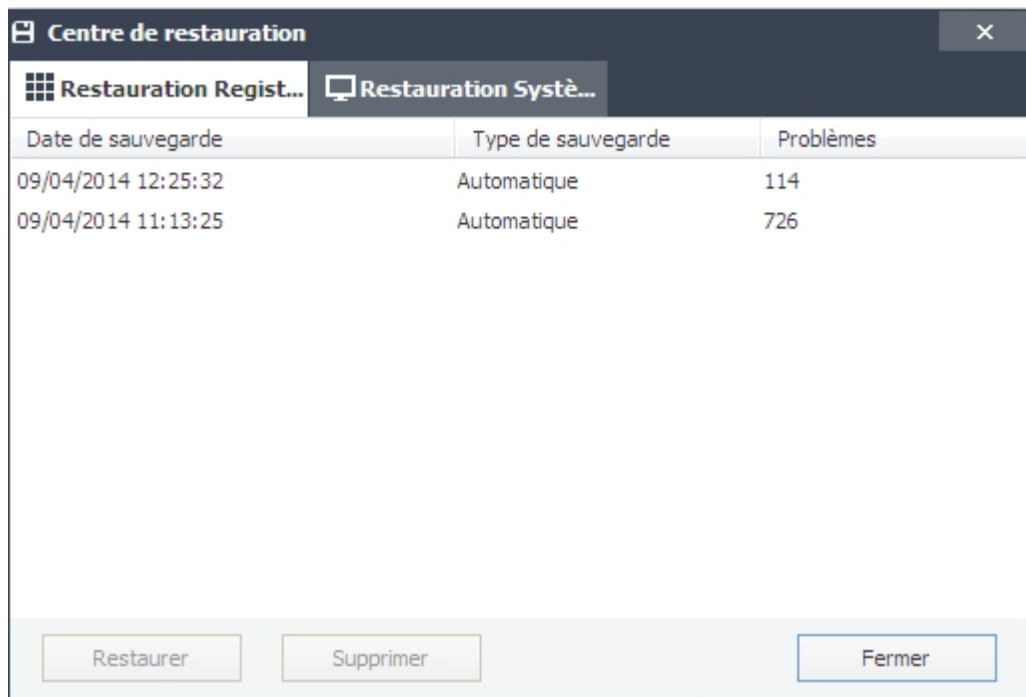 Centre de restauration
Restauration Regist... Restauration Systè...
Date de sauvegarde Type de sauvegarde Problèmes
09/04/2014 12:25:32 Automatique 114
09/04/2014 11:13:25 Automatique 726
Restaurer Supprimer Fermer